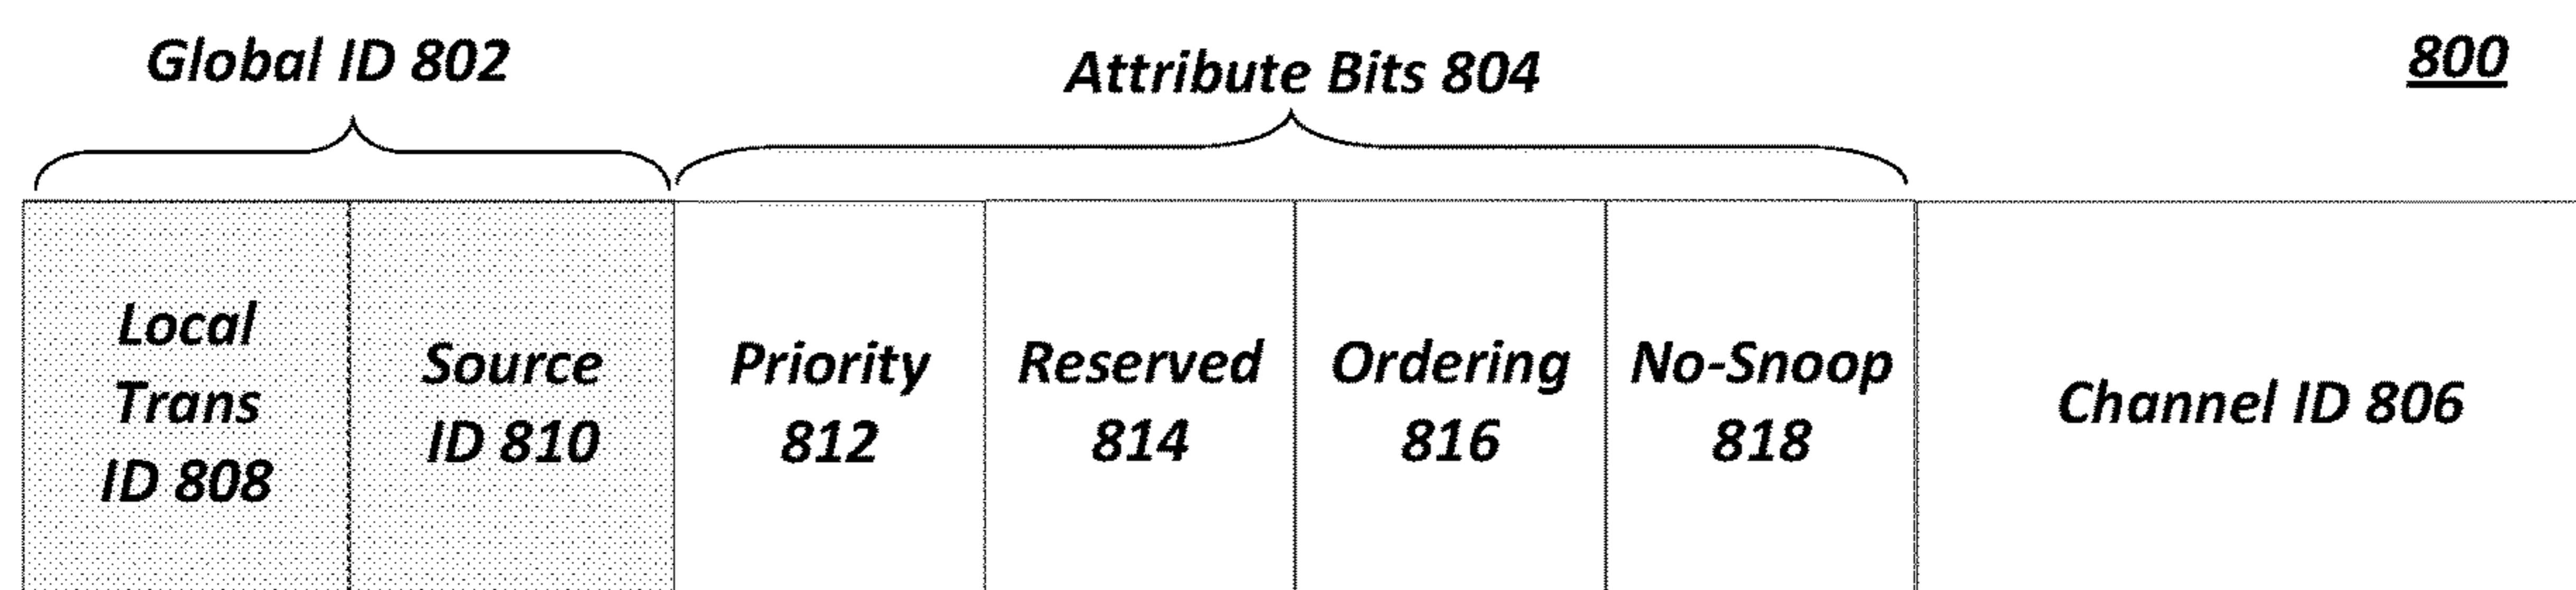 Global ID 802
Attribute Bits 804
800
Local
Trans
ID 808
Source
ID 810
Priority
812
Reserved
814
Ordering
816
No-Snoop
818
Channel ID 806